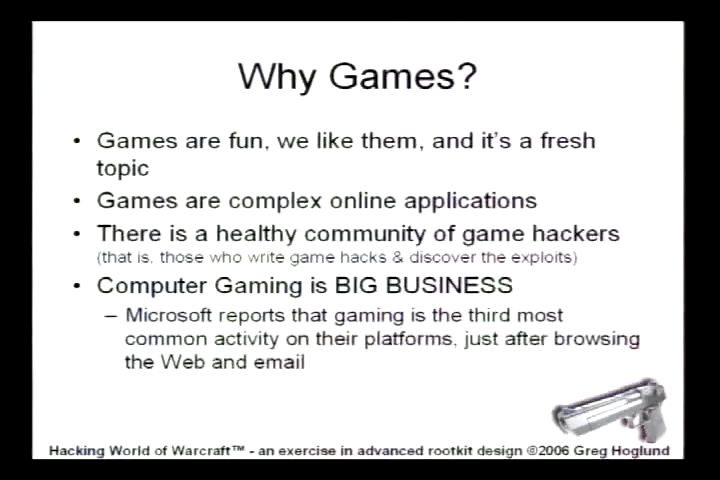 Why Games?
• Games are fun, we like them, and it's a fresh
topic
• Games are complex online applications
• There is a healthy community of game hackers
(that is, those who write game hacks & discover the exploits)
• Computer Gaming is BIG BUSINESS
– Microsoft reports that gaming is the third most
common activity on their platforms, just after browsing
the Web and email
Hacking World of Warcraft™ - an exercise in advanced rootkit design ©2006 Greg Hoglund